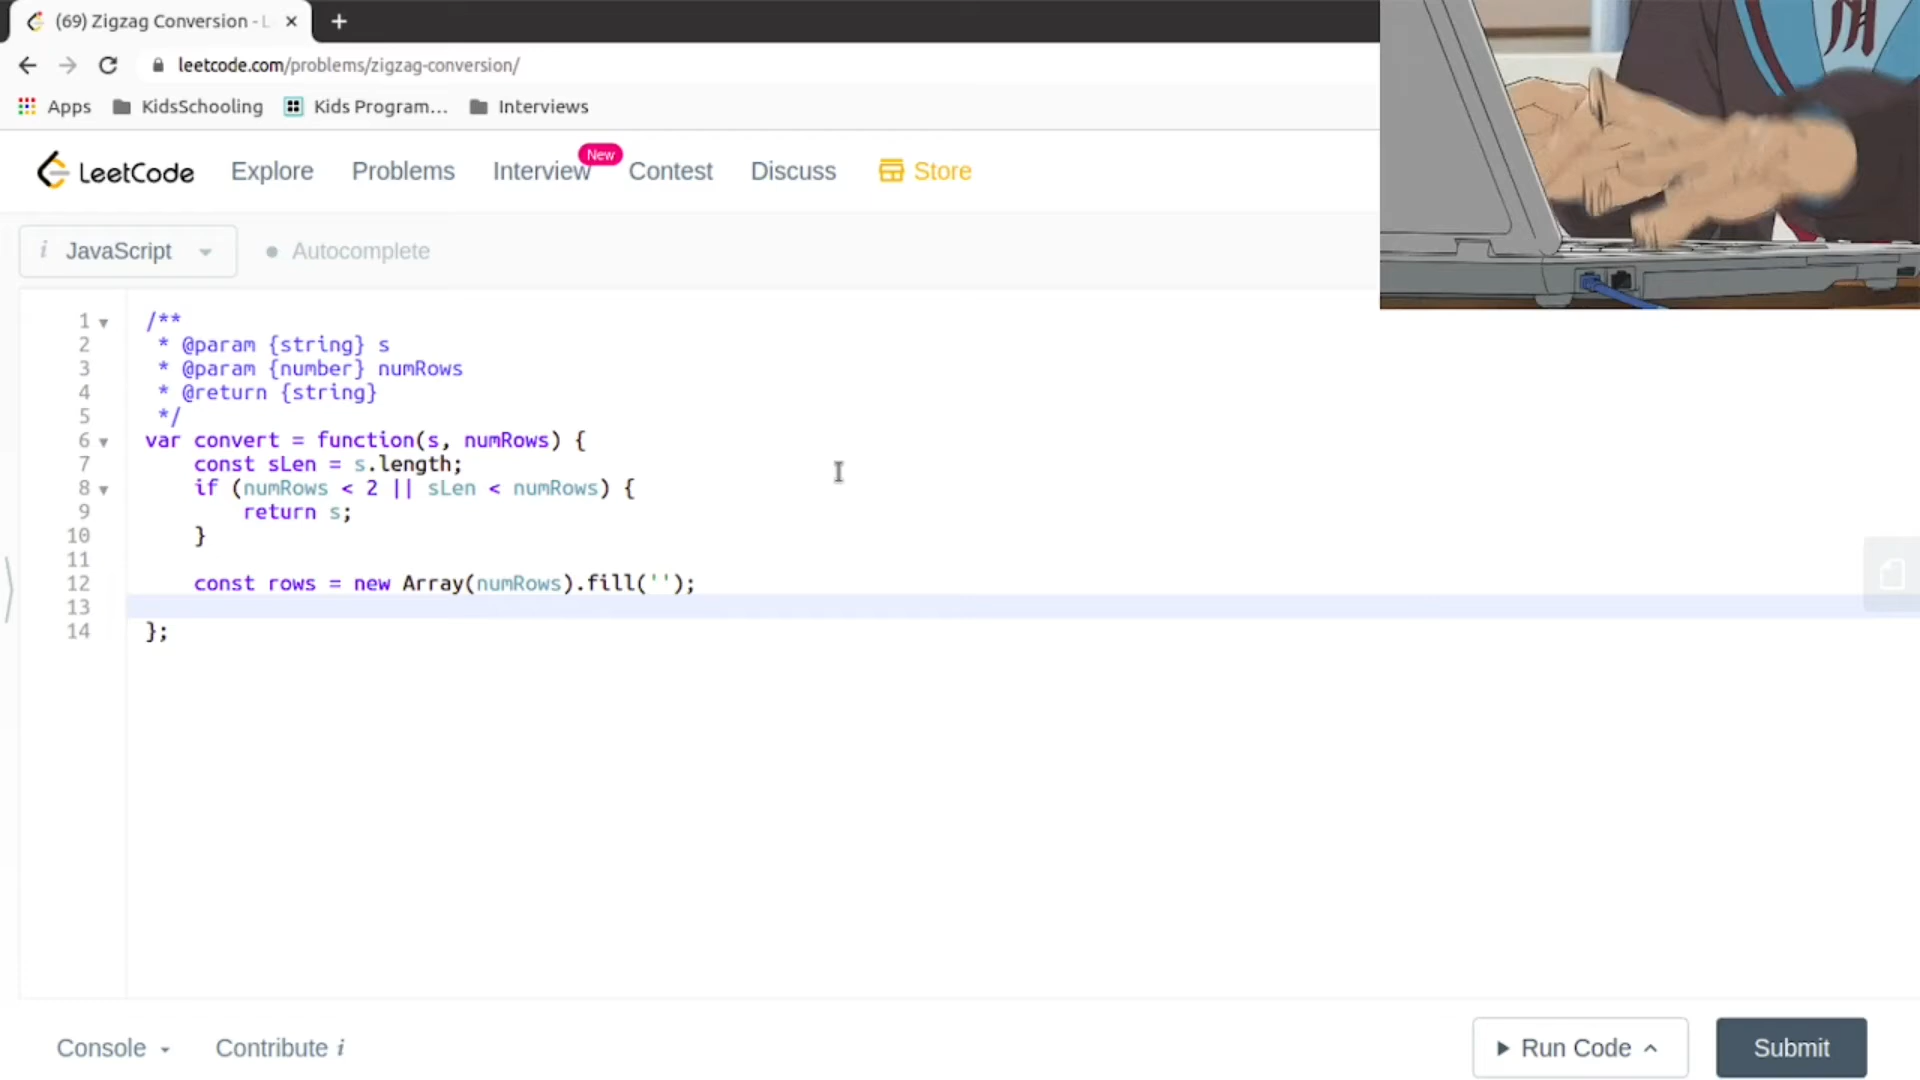 (69) Zigzag Conversion - L
leetcode.com/problems/zigzag-conversion/
Apps KidsSchooling Kids Program... Interviews
LeetCode Explore Problems Interview New Contest Discuss Store
i JavaScript Autocomplete
1 /**
2  * @param {string} s
3  * @param {number} numRows
4  * @return {string}
5  */
6 var convert = function(s, numRows) {
7     const sLen = s.length;
8     if (numRows < 2 || sLen < numRows) {
9         return s;
10     }
11
12     const rows = new Array(numRows).fill('');
13
14 };
Console Contribute i Run Code Submit